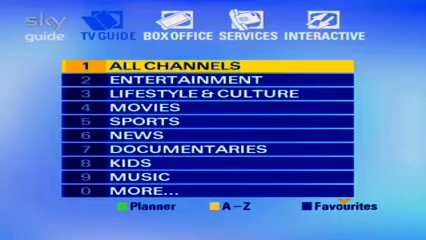 sky
guide
TV GUIDE BOX OFFICE SERVICES INTERACTIVE
1 ALL CHANNELS
2 ENTERTAINMENT
3 LIFESTYLE & CULTURE
4 MOVIES
5 SPORTS
6 NEWS
7 DOCUMENTARIES
8 KIDS
9 MUSIC
0 MORE...
Planner A–Z Favourites